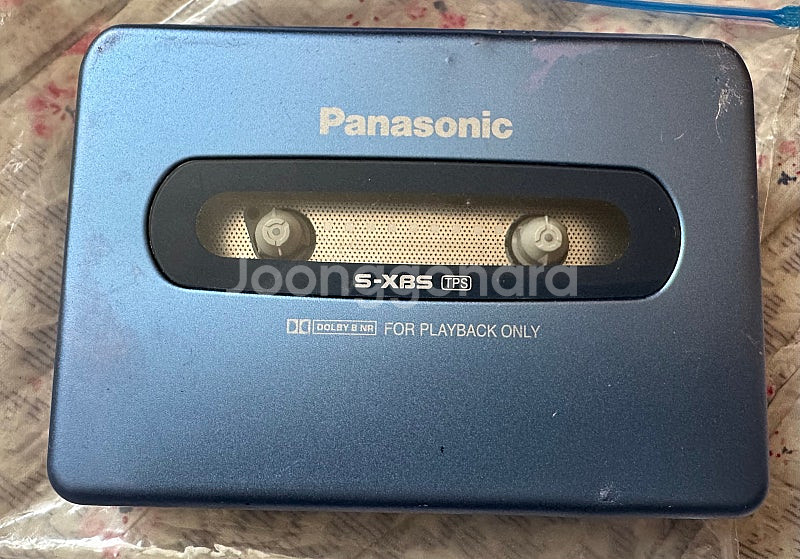 Panasonic
S-XBS TPS
Joonggonara
DOLBY B NR FOR PLAYBACK ONLY